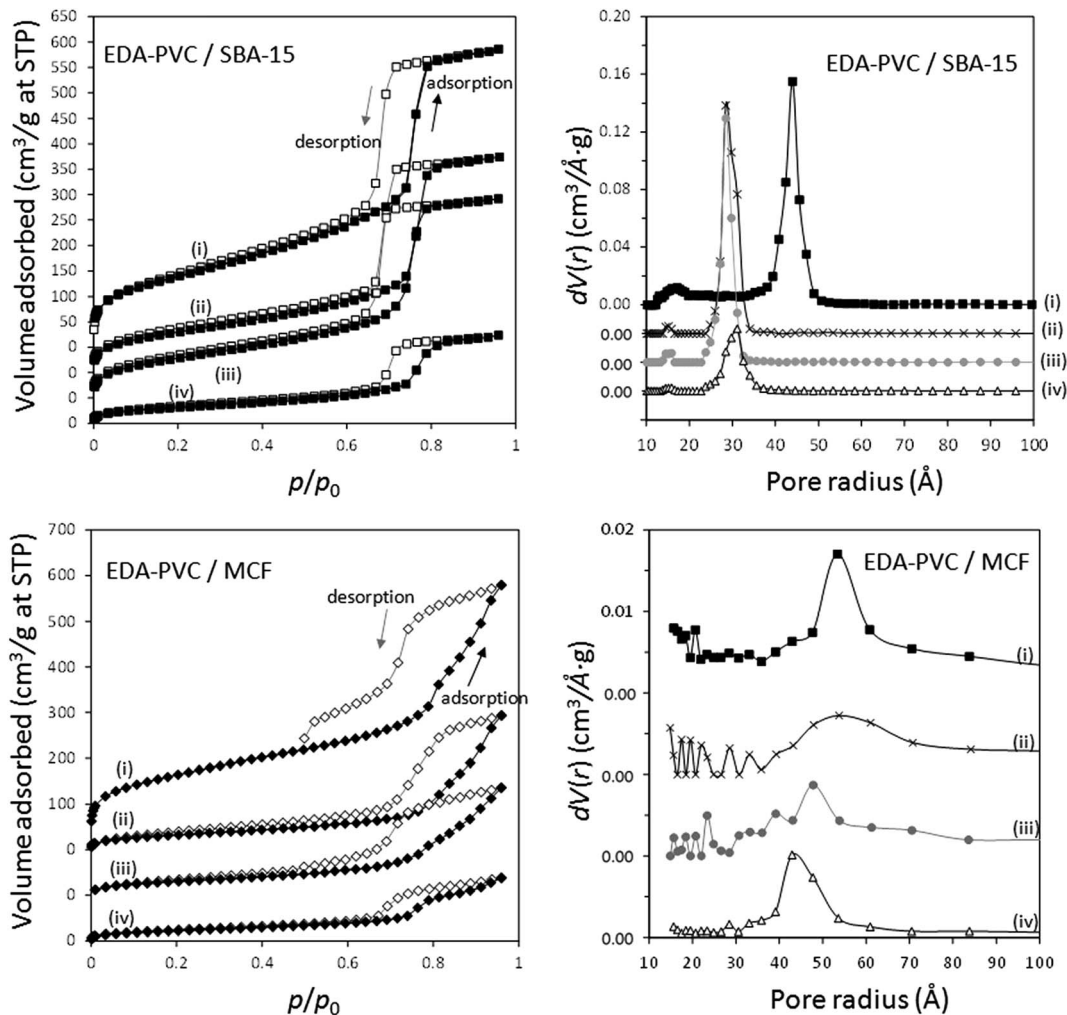 EDA-PVC / SBA-15
Volumeadsorbed (cm³/g at STP)
650
600
550
500
450
400
350
300
250
200
150
100
50
0
0
0
0
adsorption
desorption
(i)
(ii)
(iii)
(iv)
0 0.2 0.4 0.6 0.8 1
p/p₀
EDA-PVC / SBA-15
dV(r) (cm³/Å·g)
0.20
0.16
0.12
0.08
0.04
0.00 (i)
0.00 (ii)
0.00 (iii)
0.00 (iv)
10 20 30 40 50 60 70 80 90 100
Pore radius (Å)
EDA-PVC / MCF
Volumeadsorbed (cm³/g at STP)
700
600
500
400
300
200
100
0
0
0
desorption
adsorption
(i)
(ii)
(iii)
(iv)
0 0.2 0.4 0.6 0.8 1
p/p₀
EDA-PVC / MCF
dV(r) (cm³/Å·g)
0.02
0.01
0.00
0.00
0.00
0.00
(i)
(ii)
(iii)
(iv)
10 20 30 40 50 60 70 80 90 100
Pore radius (Å)